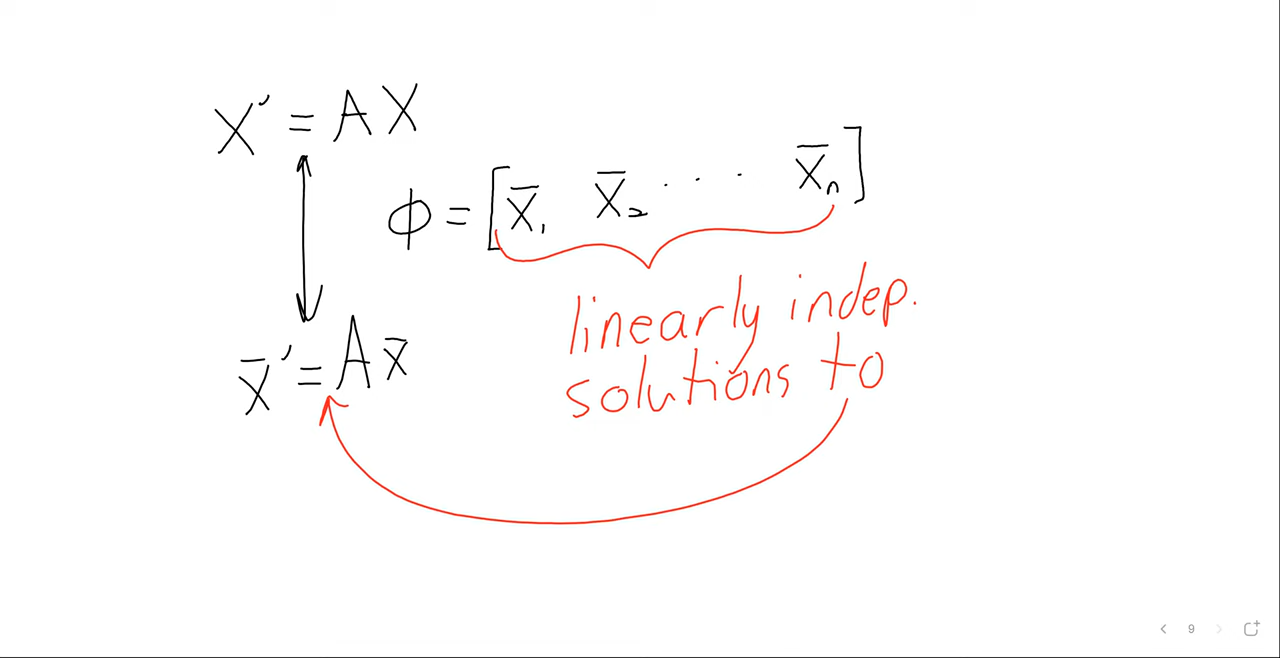 X' = AX
ϕ = [x̄₁ x̄₂ . . . . x̄ₙ]
linearly indep.
solutions to
x̄' = Ax̄
9